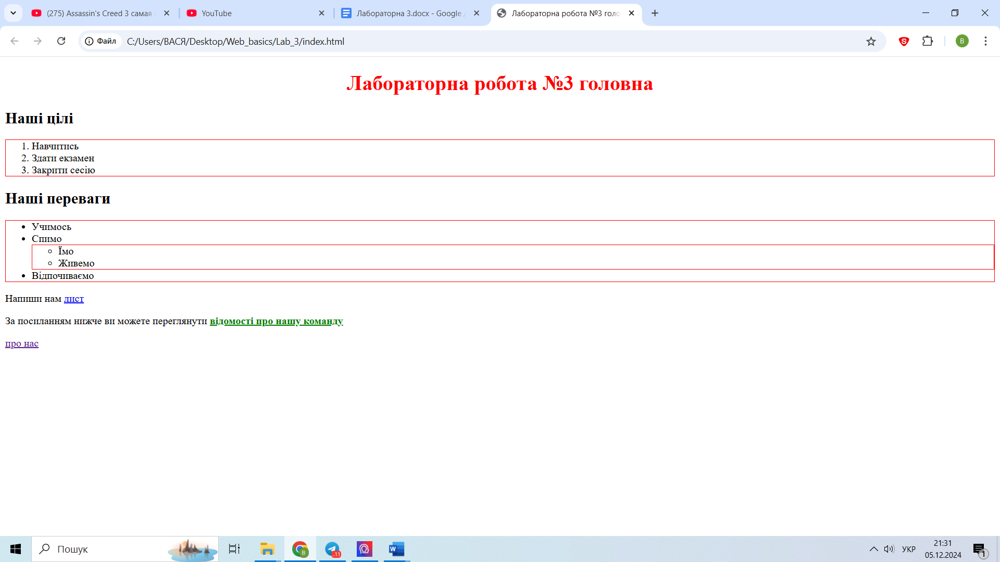 (275) Assassin's Creed 3 самая
YouTube
Лабораторна 3.docx - Google
Лабораторна робота №3 голо
Файл
C:/Users/ВАСЯ/Desktop/Web_basics/Lab_3/index.html
В
Лабораторна робота №3 головна
Наші цілі
1. Навчитись
2. Здати екзамен
3. Закрити сесію
Наші переваги
Учимось
Спимо
Їмо
Живемо
Відпочиваємо
Напиши нам лист
За посиланням нижче ви можете переглянути відомості про нашу команду
про нас
Пошук
В
..11
W
УКР
21:31
05.12.2024
1